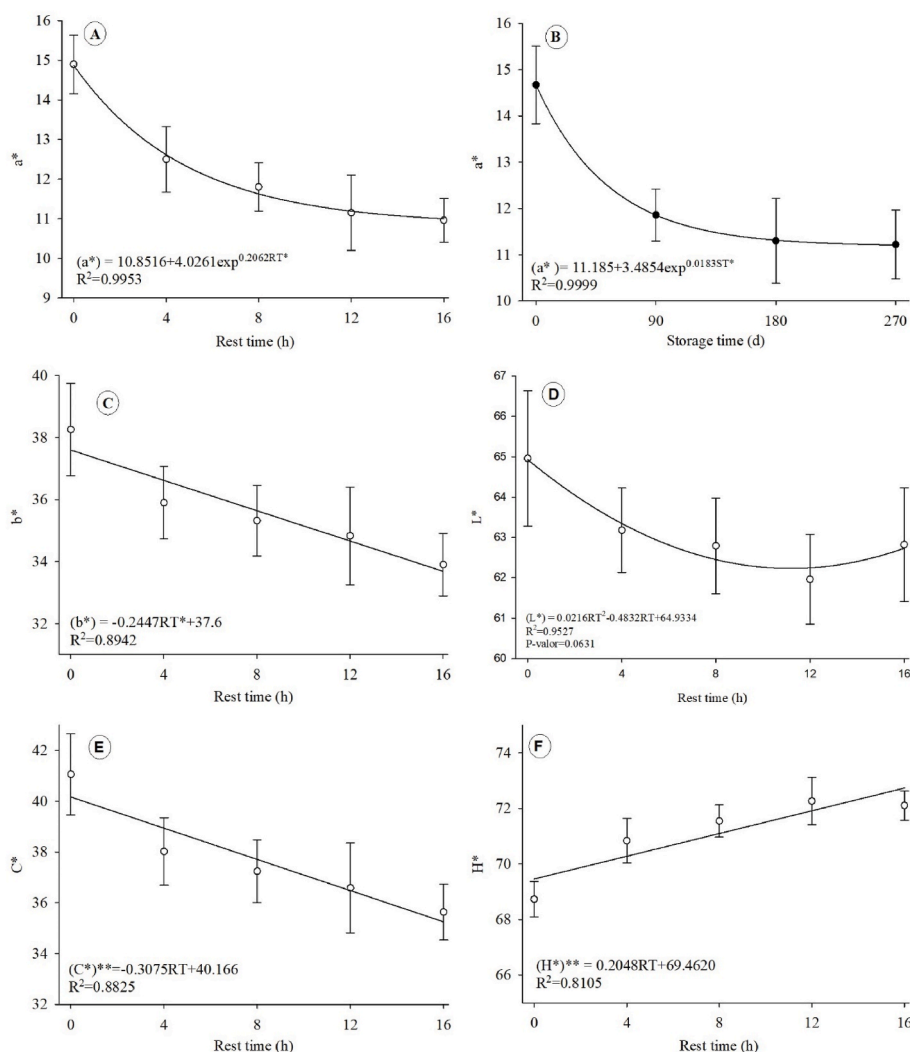 A
16
15
14
13
12
11
10
9
a*
(a*) = 10.8516+4.0261exp^0.2062RT*
R²=0.9953
0 4 8 12 16
Rest time (h)
B
16
15
14
13
12
11
10
a*
(a* ) = 11.185+3.4854exp^0.0183ST*
R²=0.9999
0 90 180 270
Storage time (d)
C
40
38
36
34
32
b*
(b*) = -0.2447RT*+37.6
R²=0.8942
0 4 8 12 16
Rest time (h)
D
67
66
65
64
63
62
61
60
L*
(L*) = 0.0216RT²-0.4832RT+64.9334
R²=0.9527
P-valor=0.0631
0 4 8 12 16
Rest time (h)
E
42
40
38
36
34
32
C*
(C*)**=-0.3075RT+40.166
R²=0.8825
0 4 8 12 16
Rest time (h)
F
74
72
70
68
66
H*
(H*)** = 0.2048RT+69.4620
R²=0.8105
0 4 8 12 16
Rest time (h)